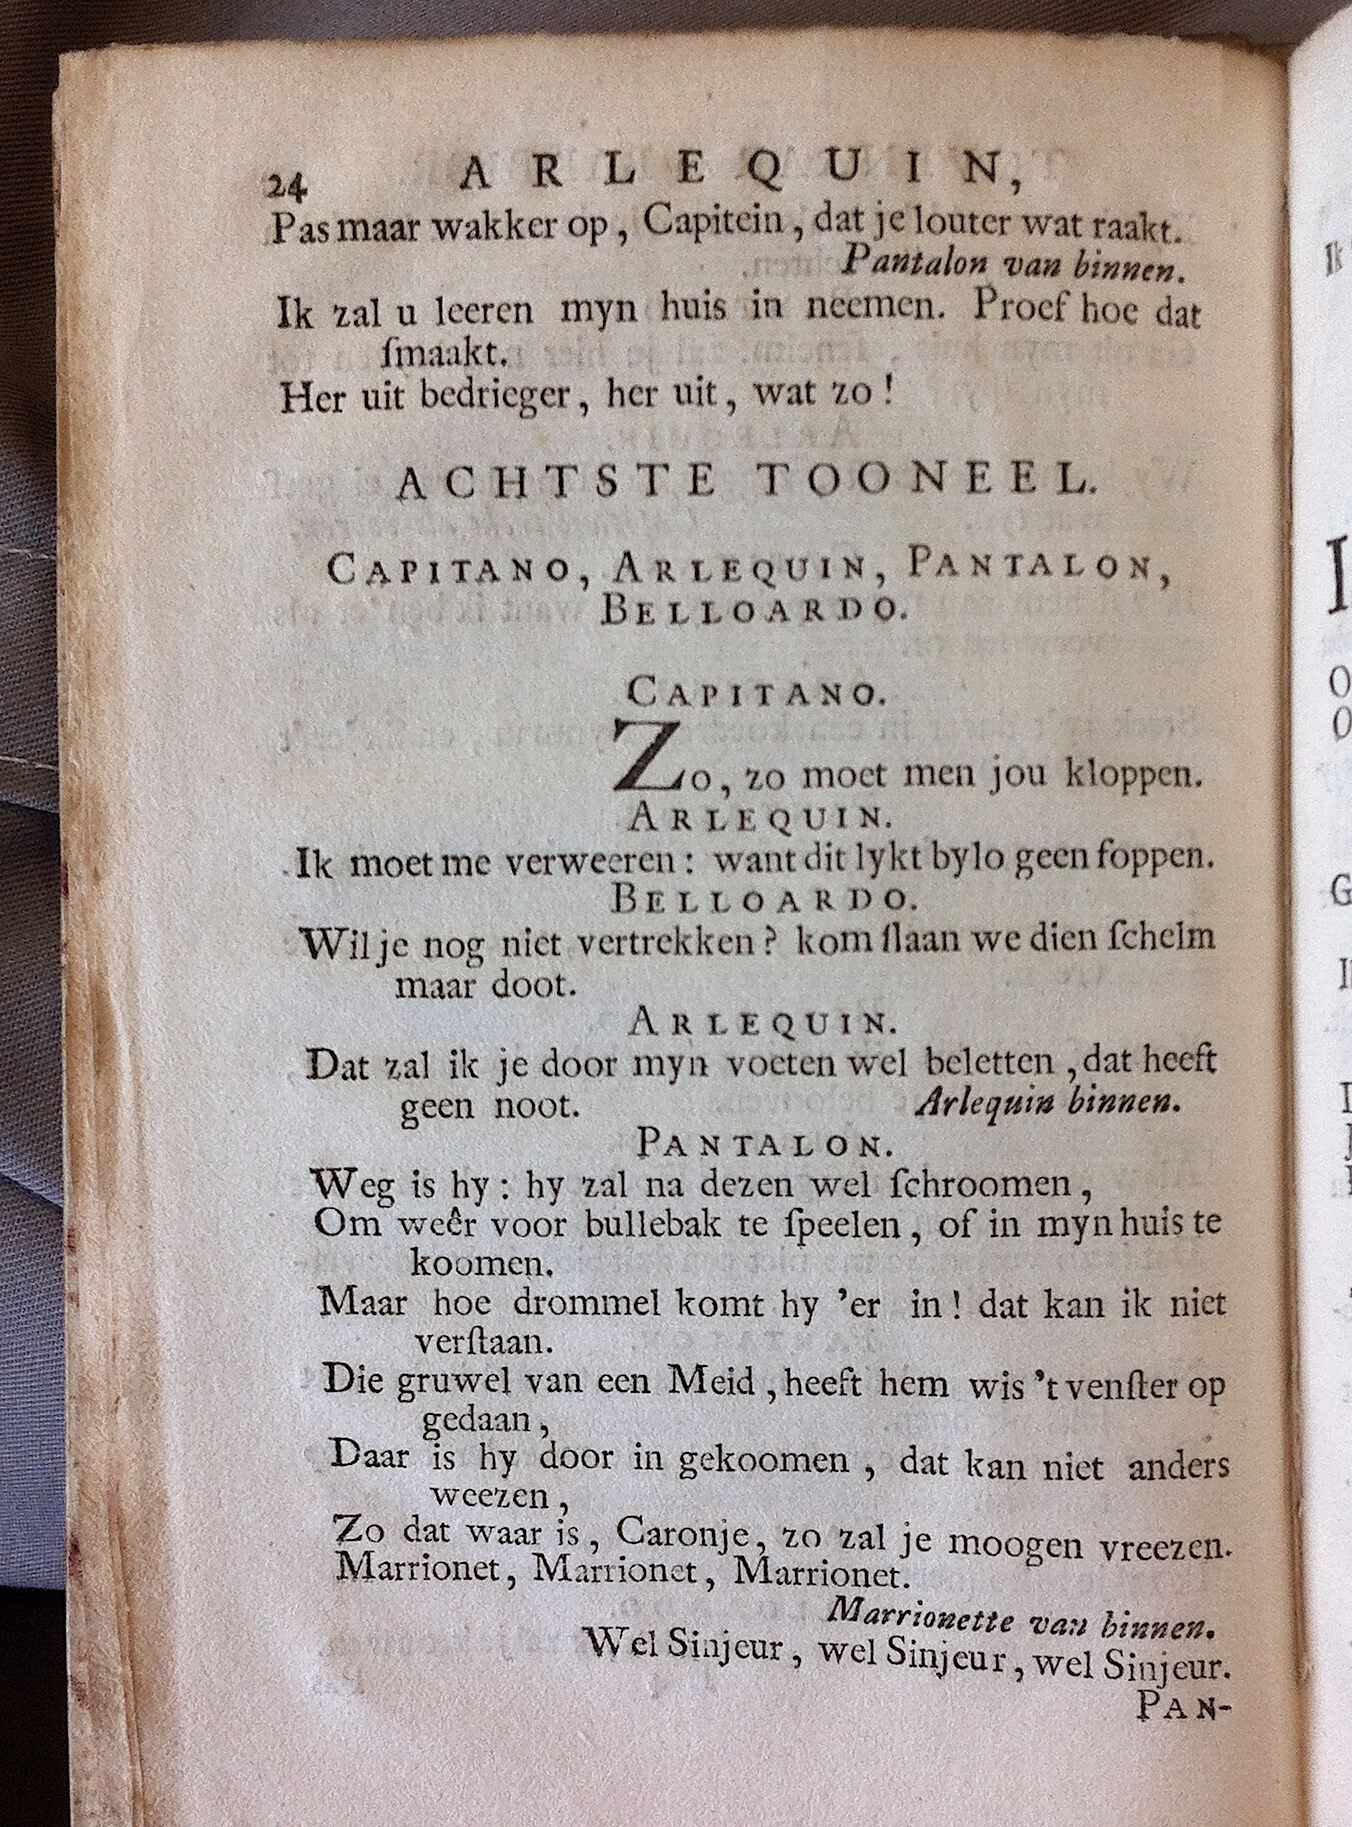 24 ARLEQUIN,
Pas maar wakker op, Capitein, dat je louter wat raakt.
Pantalon van binnen.
Ik zal u leeren myn huis in neemen. Proef hoe dat
ſmaakt.
Her uit bedrieger, her uit, wat zo!
ACHTSTE TOONEEL.
CAPITANO, ARLEQUIN, PANTALON,
BELLOARDO.
CAPITANO.
Zo, zo moet men jou kloppen.
ARLEQUIN.
Ik moet me verweeren: want dit lykt bylo geen foppen.
BELLOARDO.
Wil je nog niet vertrekken? kom ſlaan we dien ſchelm
maar doot.
ARLEQUIN.
Dat zal ik je door myn voeten wel beletten, dat heeft
geen noot. Arlequin binnen.
PANTALON.
Weg is hy: hy zal na dezen wel ſchroomen,
Om weêr voor bullebak te ſpeelen, of in myn huis te
koomen.
Maar hoe drommel komt hy 'er in! dat kan ik niet
verſtaan.
Die gruwel van een Meid, heeft hem wis 't venſter op
gedaan,
Daar is hy door in gekoomen, dat kan niet anders
weezen,
Zo dat waar is, Caronje, zo zal je moogen vreezen.
Marrionet, Marrionet, Marrionet.
Marrionette van binnen.
Wel Sinjeur, wel Sinjeur, wel Sinjeur.
PAN-